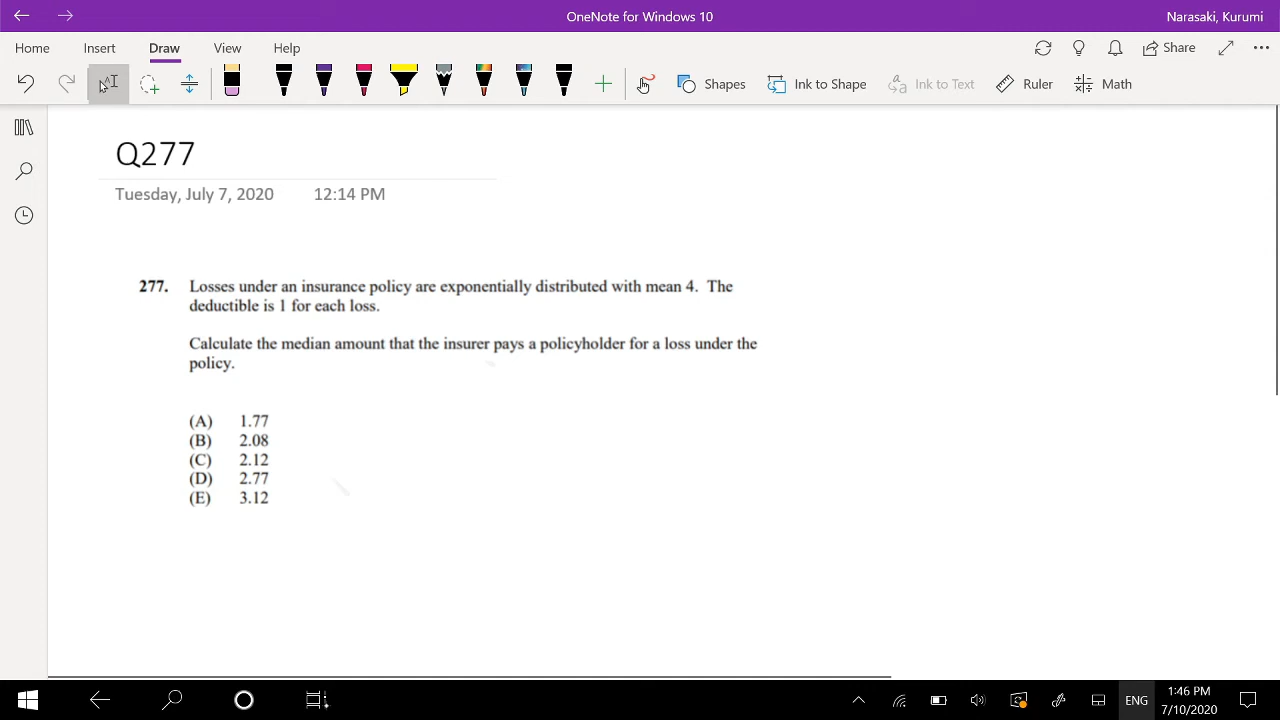 OneNote for Windows 10
Narasaki, Kurumi
Home Insert Draw View Help
Share
Shapes Ink to Shape Ink to Text Ruler Math
Q277
Tuesday, July 7, 2020 12:14 PM
277. Losses under an insurance policy are exponentially distributed with mean 4. The
deductible is 1 for each loss.
Calculate the median amount that the insurer pays a policyholder for a loss under the
policy.
(A) 1.77
(B) 2.08
(C) 2.12
(D) 2.77
(E) 3.12
ENG
1:46 PM
7/10/2020